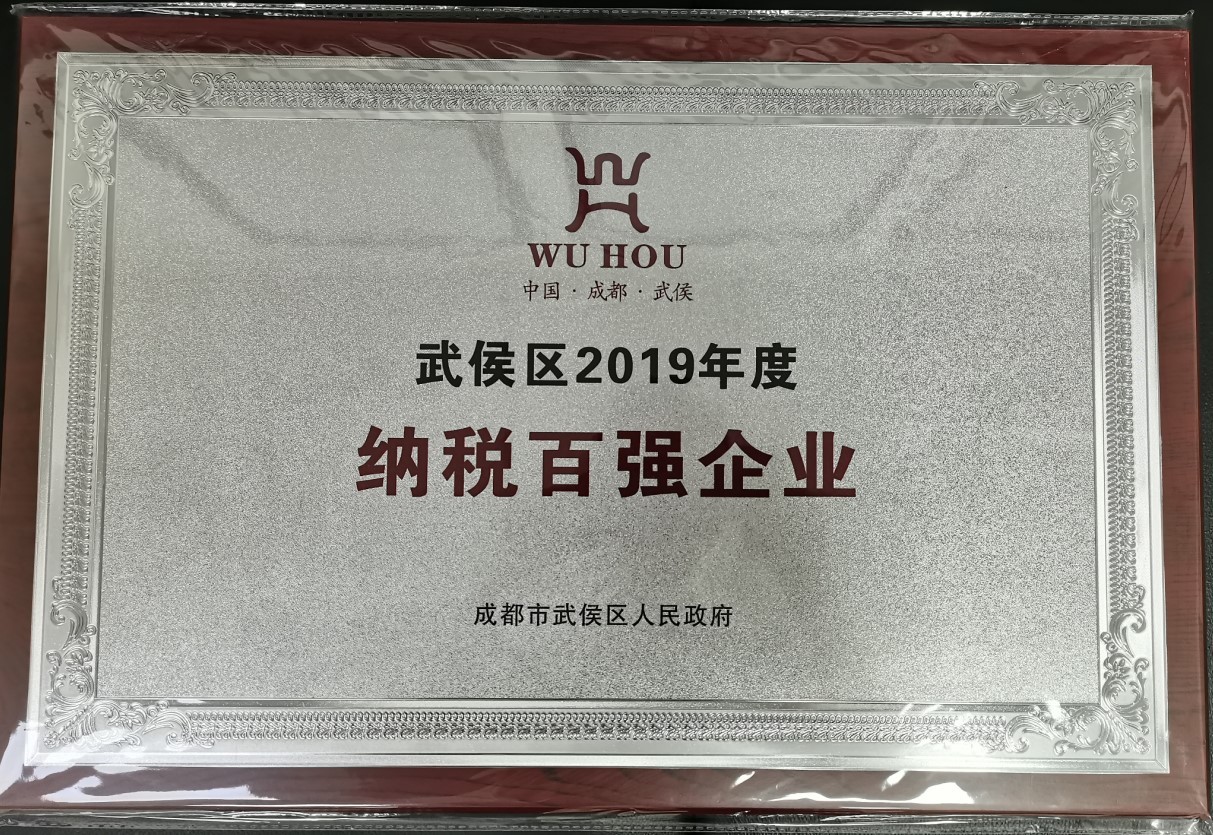 WU HOU
中国·成都·武侯
武侯区2019年度
纳税百强企业
成都市武侯区人民政府